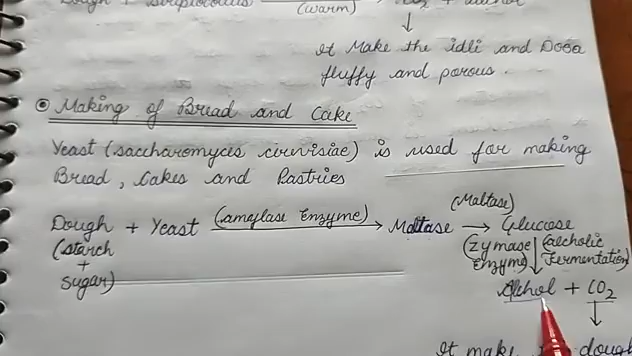 (warm)
It Make the idli and Dosa
fluffy and porous.
Making of Bread and Cake
Yeast (saccharomyces cirivisiae) is used for making
Bread, Cakes and Pastries
Dough + Yeast (amylase Enzyme) → Maltase (Maltase) → Glucose
(starch + sugar) (Zymase Enzyme) (alcholic Fermentation)
Alchol + CO2
It make dough